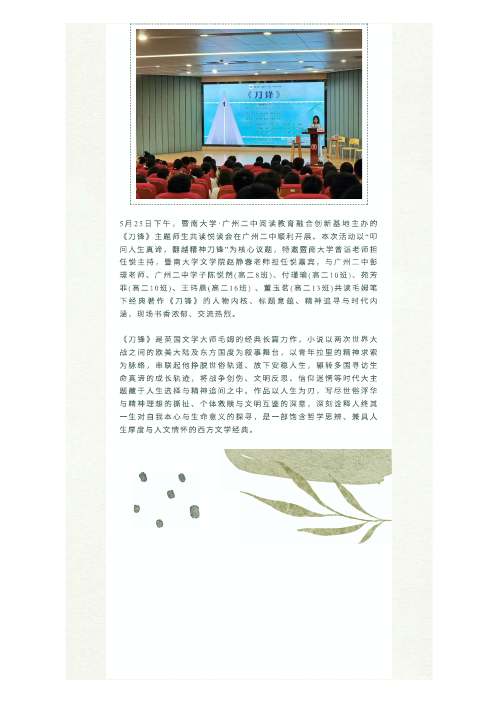 《刀锋》
5月25日下午，暨南大学·广州二中阅读教育融合创新基地主办的
《刀锋》主题师生共读悦读会在广州二中顺利开展。本次活动以“叩
问人生真谛，翻越精神刀锋”为核心议题，特邀暨南大学曾谣老师担
任悦主持，暨南大学文学院赵静蓉老师担任悦嘉宾，与广州二中彭
璟老师、广州二中学子陈悦然(高二8班)、付瑾瑜(高二10班)、苑芳
菲(高二10班)、王玮晨(高二16班)、董玉茗(高二13班)共读毛姆笔
下经典著作《刀锋》的人物内核、标题意蕴、精神追寻与时代内
涵，现场书香浓郁、交流热烈。
《刀锋》是英国文学大师毛姆的经典长篇力作，小说以两次世界大
战之间的欧美大陆及东方国度为叙事舞台，以青年拉里的精神求索
为脉络，串联起他挣脱世俗轨道、放下安稳人生，辗转多国寻访生
命真谛的成长轨迹，将战争创伤、文明反思、信仰迷惘等时代大主
题藏于人生选择与精神追问之中。作品以人生为刃，写尽世俗浮华
与精神理想的撕扯、个体救赎与文明互鉴的深意，深刻诠释人终其
一生对自我本心与生命意义的探寻，是一部饱含哲学思辨、兼具人
生厚度与人文情怀的西方文学经典。